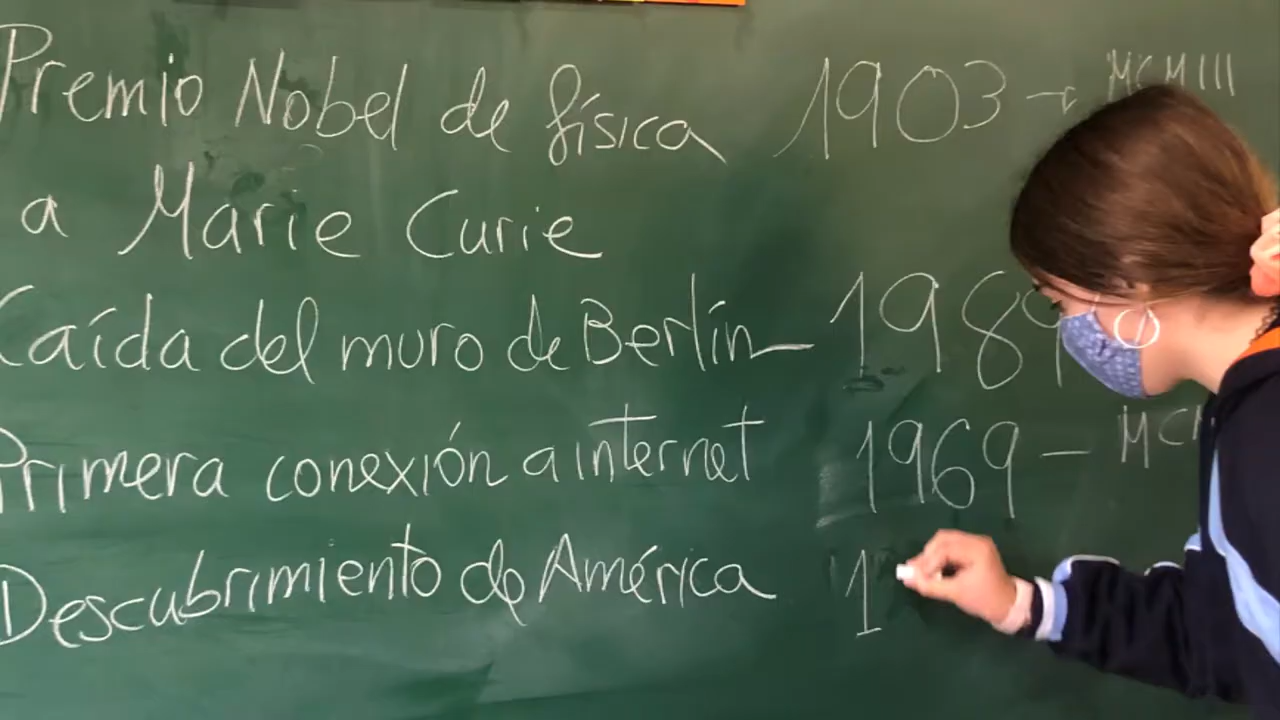 Premio Nobel de física 1903 → MCMIII
a Marie Curie
Caída del muro de Berlín — 1989
Primera conexión a internet 1969 — MC
Descubrimiento de América 1